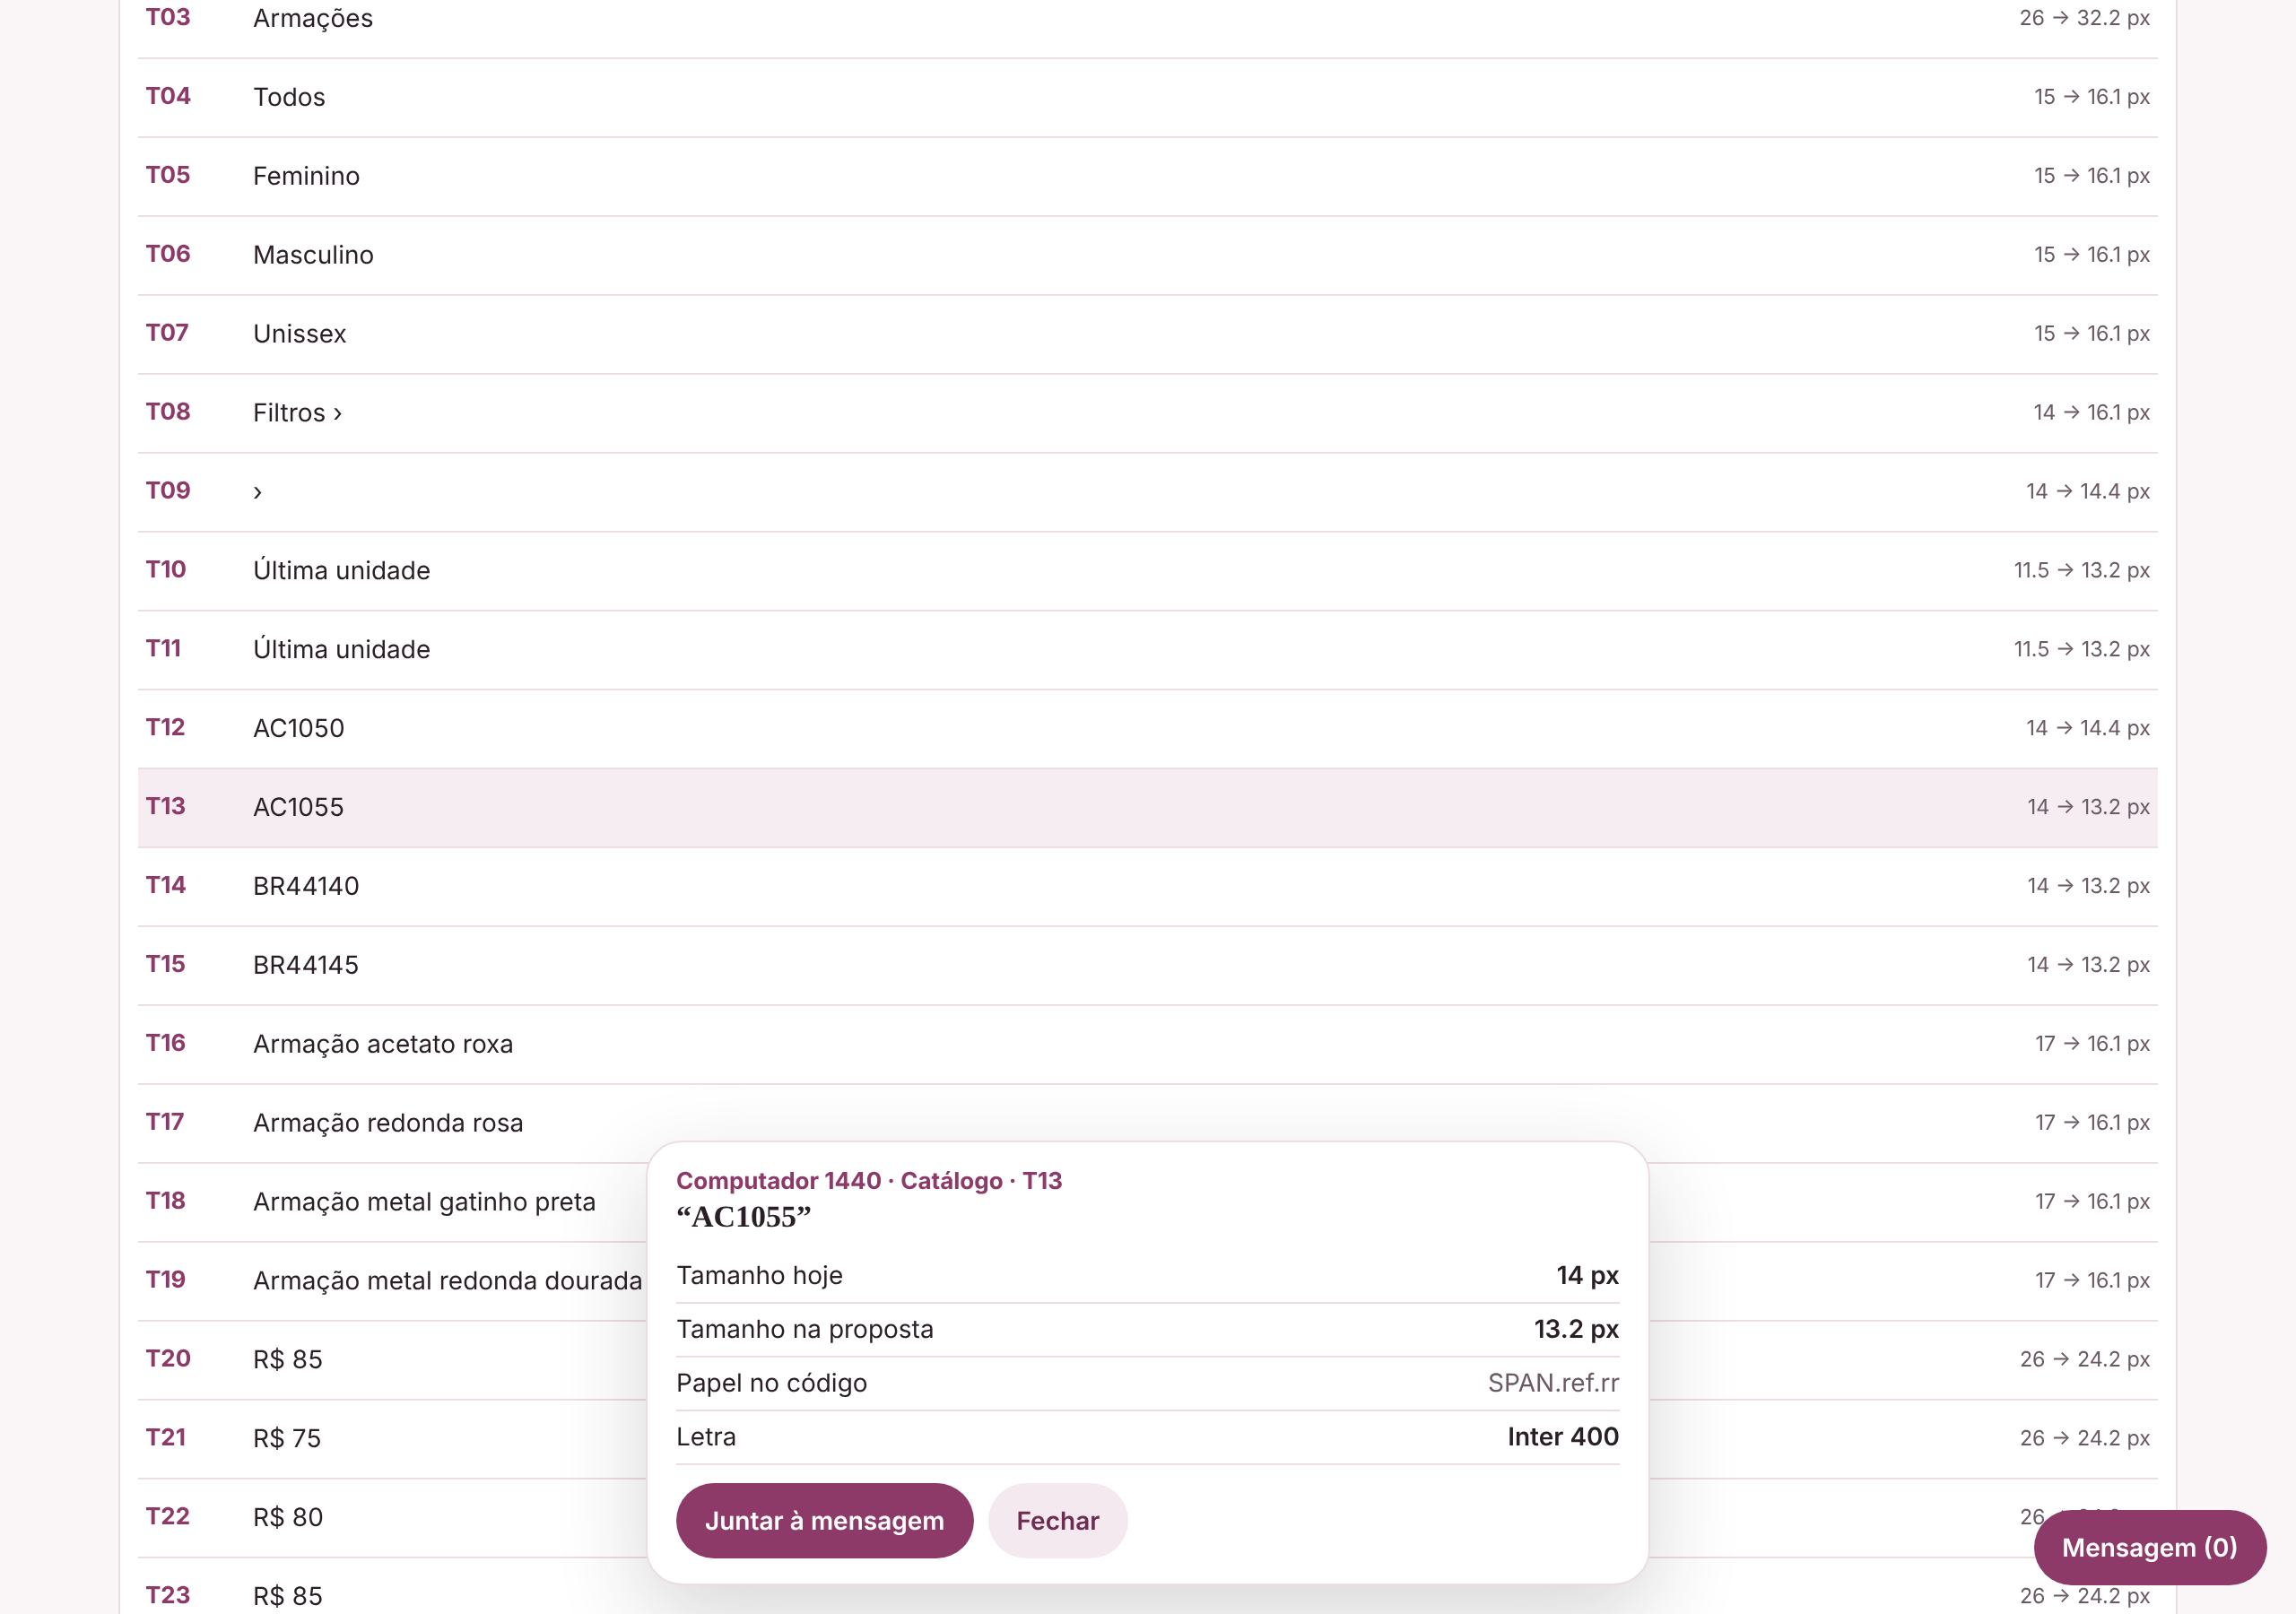 T03 Armações 26 → 32.2 px
T04 Todos 15 → 16.1 px
T05 Feminino 15 → 16.1 px
T06 Masculino 15 → 16.1 px
T07 Unissex 15 → 16.1 px
T08 Filtros › 14 → 16.1 px
T09 › 14 → 14.4 px
T10 Última unidade 11.5 → 13.2 px
T11 Última unidade 11.5 → 13.2 px
T12 AC1050 14 → 14.4 px
T13 AC1055 14 → 13.2 px
T14 BR44140 14 → 13.2 px
T15 BR44145 14 → 13.2 px
T16 Armação acetato roxa 17 → 16.1 px
T17 Armação redonda rosa 17 → 16.1 px
T18 Armação metal gatinho preta 17 → 16.1 px
T19 Armação metal redonda dourada 17 → 16.1 px
T20 R$ 85 26 → 24.2 px
T21 R$ 75 26 → 24.2 px
T22 R$ 80 26
T23 R$ 85 26 → 24.2 px
Computador 1440 · Catálogo · T13
“AC1055”
Tamanho hoje 14 px
Tamanho na proposta 13.2 px
Papel no código SPAN.ref.rr
Letra Inter 400
Juntar à mensagem Fechar
Mensagem (0)